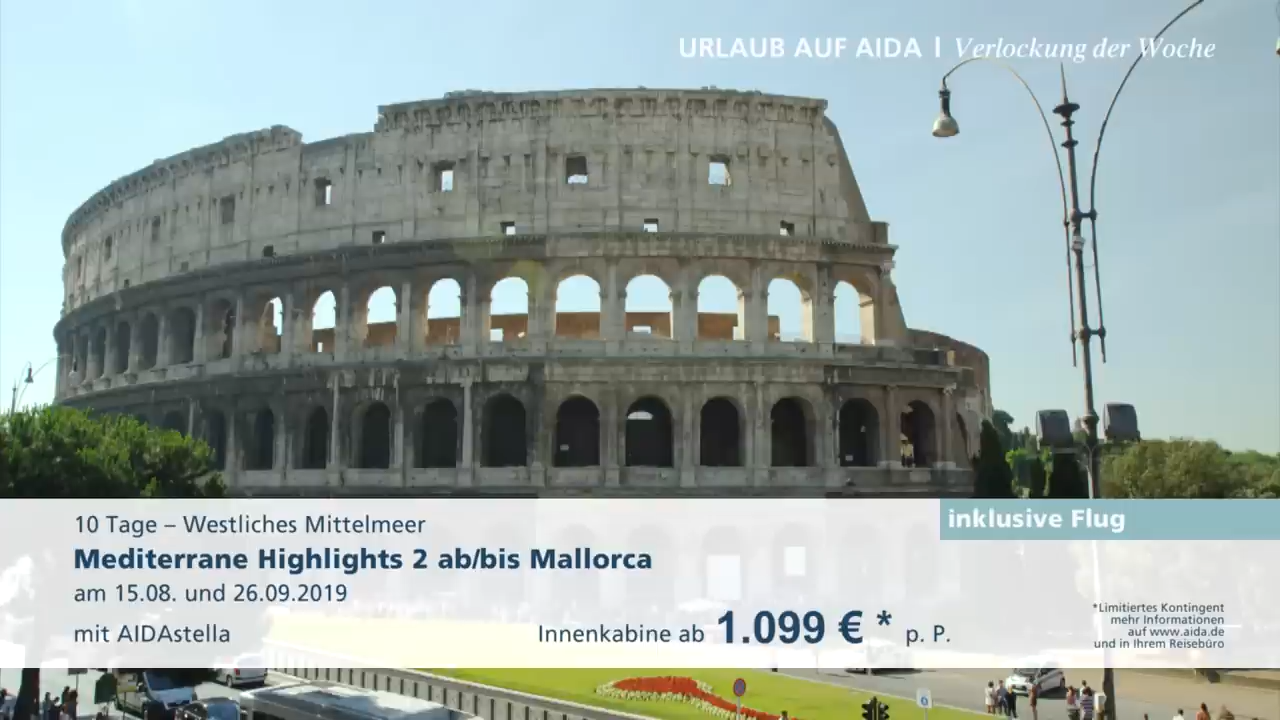 URLAUB AUF AIDA | Verlockung der Woche
10 Tage – Westliches Mittelmeer
inklusive Flug
Mediterrane Highlights 2 ab/bis Mallorca
am 15.08. und 26.09.2019
mit AIDAstella
Innenkabine ab 1.099 € * p. P.
*Limitiertes Kontingent
mehr Informationen
auf www.aida.de
und in Ihrem Reisebüro